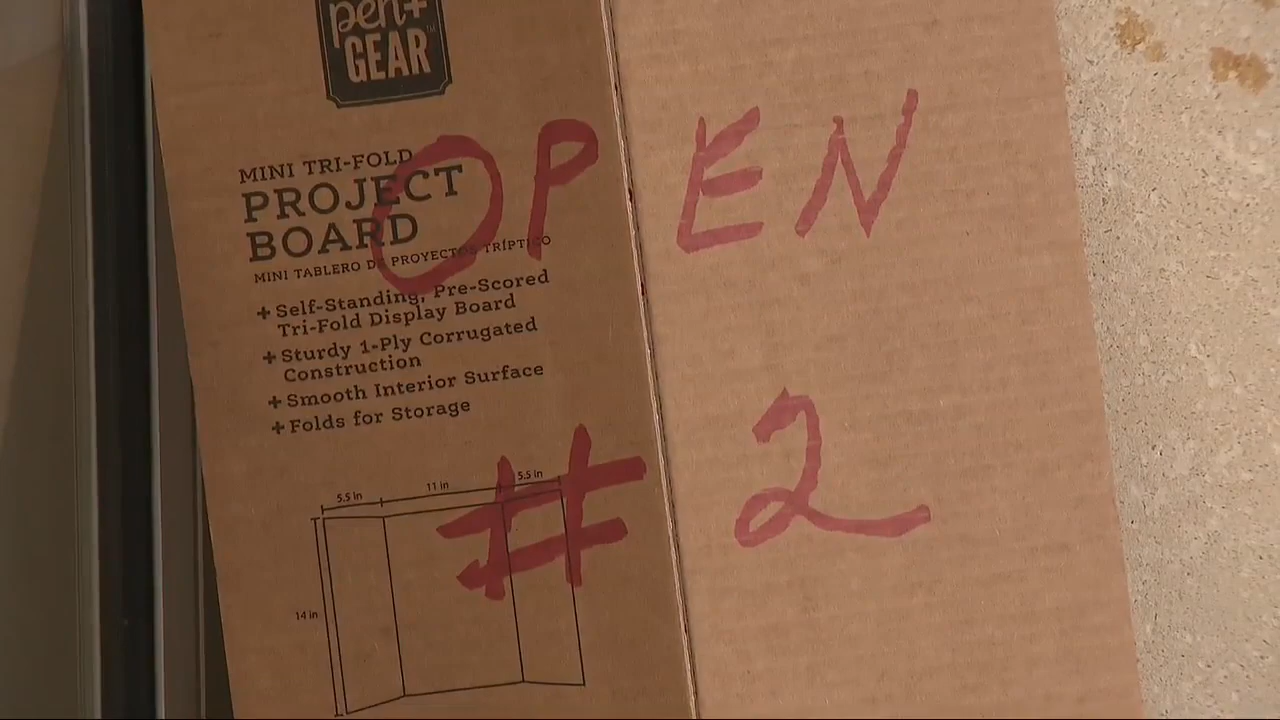 pen+
GEAR™
MINI TRI-FOLD
PROJECT
BOARD
MINI TABLERO DE PROYECTOS TRÍPTICO
+ Self-Standing, Pre-Scored
Tri-Fold Display Board
+ Sturdy 1-Ply Corrugated
Construction
+ Smooth Interior Surface
+ Folds for Storage
OPEN
# 2
5.5 in 11 in 5.5 in
14 in